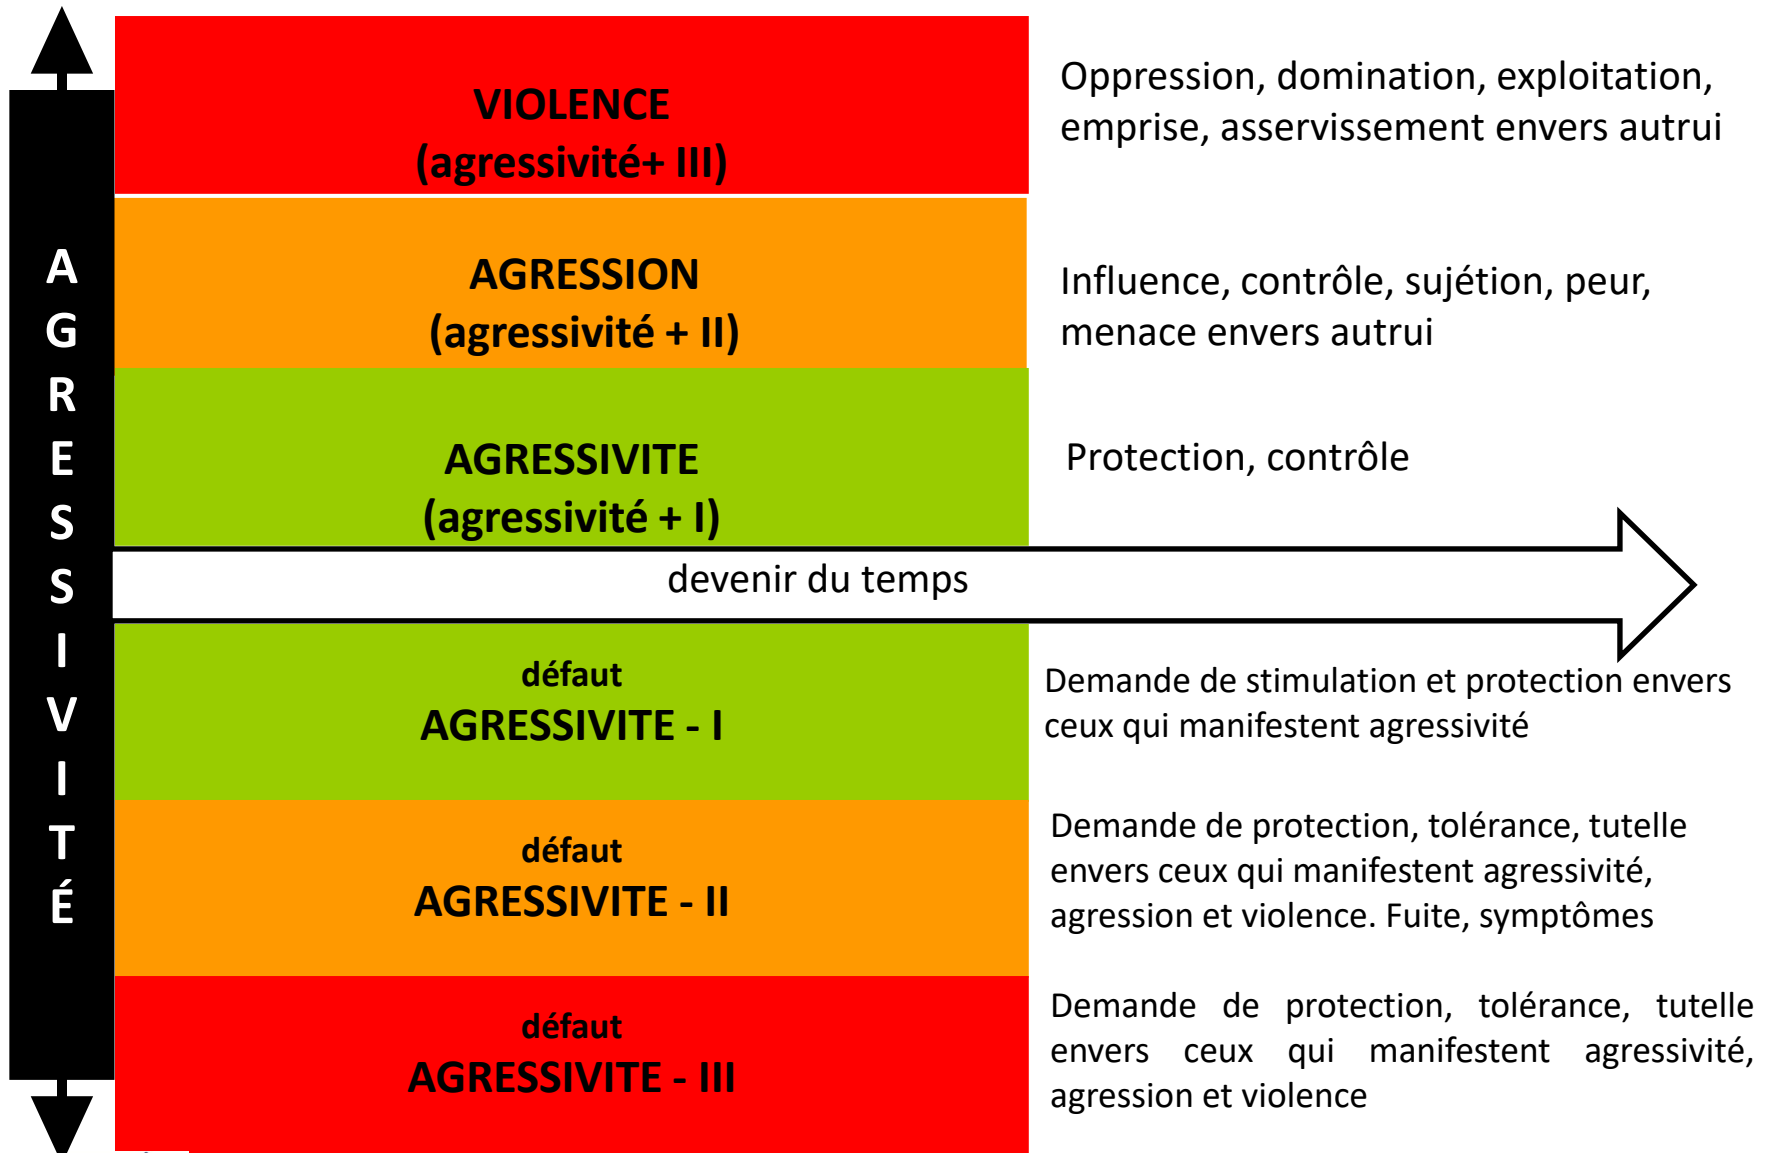 AGRESSIVITÉ
VIOLENCE
(agressivité+ III)
Oppression, domination, exploitation,
emprise, asservissement envers autrui
AGRESSION
(agressivité + II)
Influence, contrôle, sujétion, peur,
menace envers autrui
AGRESSIVITE
(agressivité + I)
Protection, contrôle
devenir du temps
défaut
AGRESSIVITE - I
Demande de stimulation et protection envers
ceux qui manifestent agressivité
défaut
AGRESSIVITE - II
Demande de protection, tolérance, tutelle
envers ceux qui manifestent agressivité,
agression et violence. Fuite, symptômes
défaut
AGRESSIVITE - III
Demande de protection, tolérance, tutelle
envers ceux qui manifestent agressivité,
agression et violence